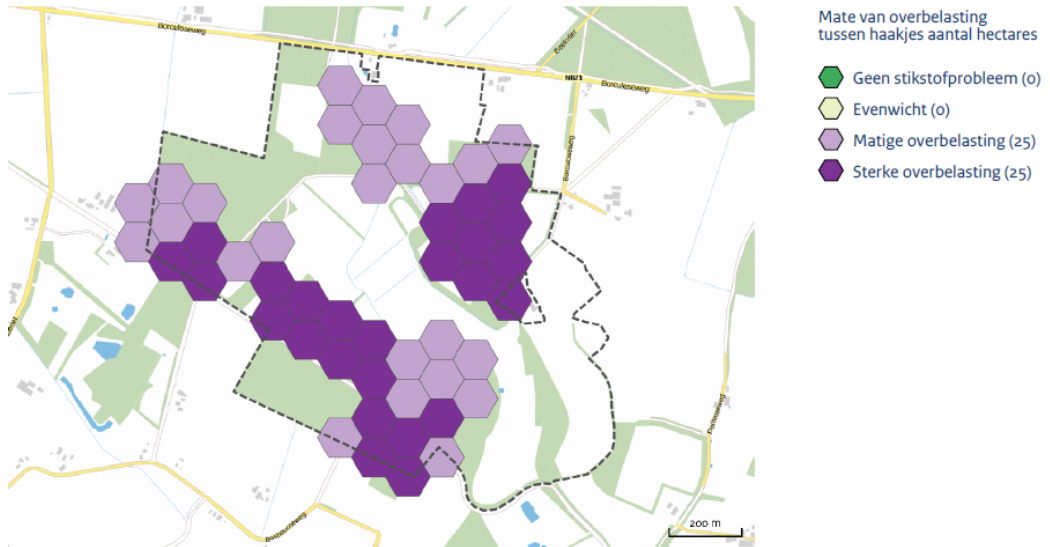 Mate van overbelasting
tussen haakjes aantal hectares
Geen stikstofprobleem (0)
Evenwicht (0)
Matige overbelasting (25)
Sterke overbelasting (25)
Borculoseweg
N821
Borculoseweg
200 m